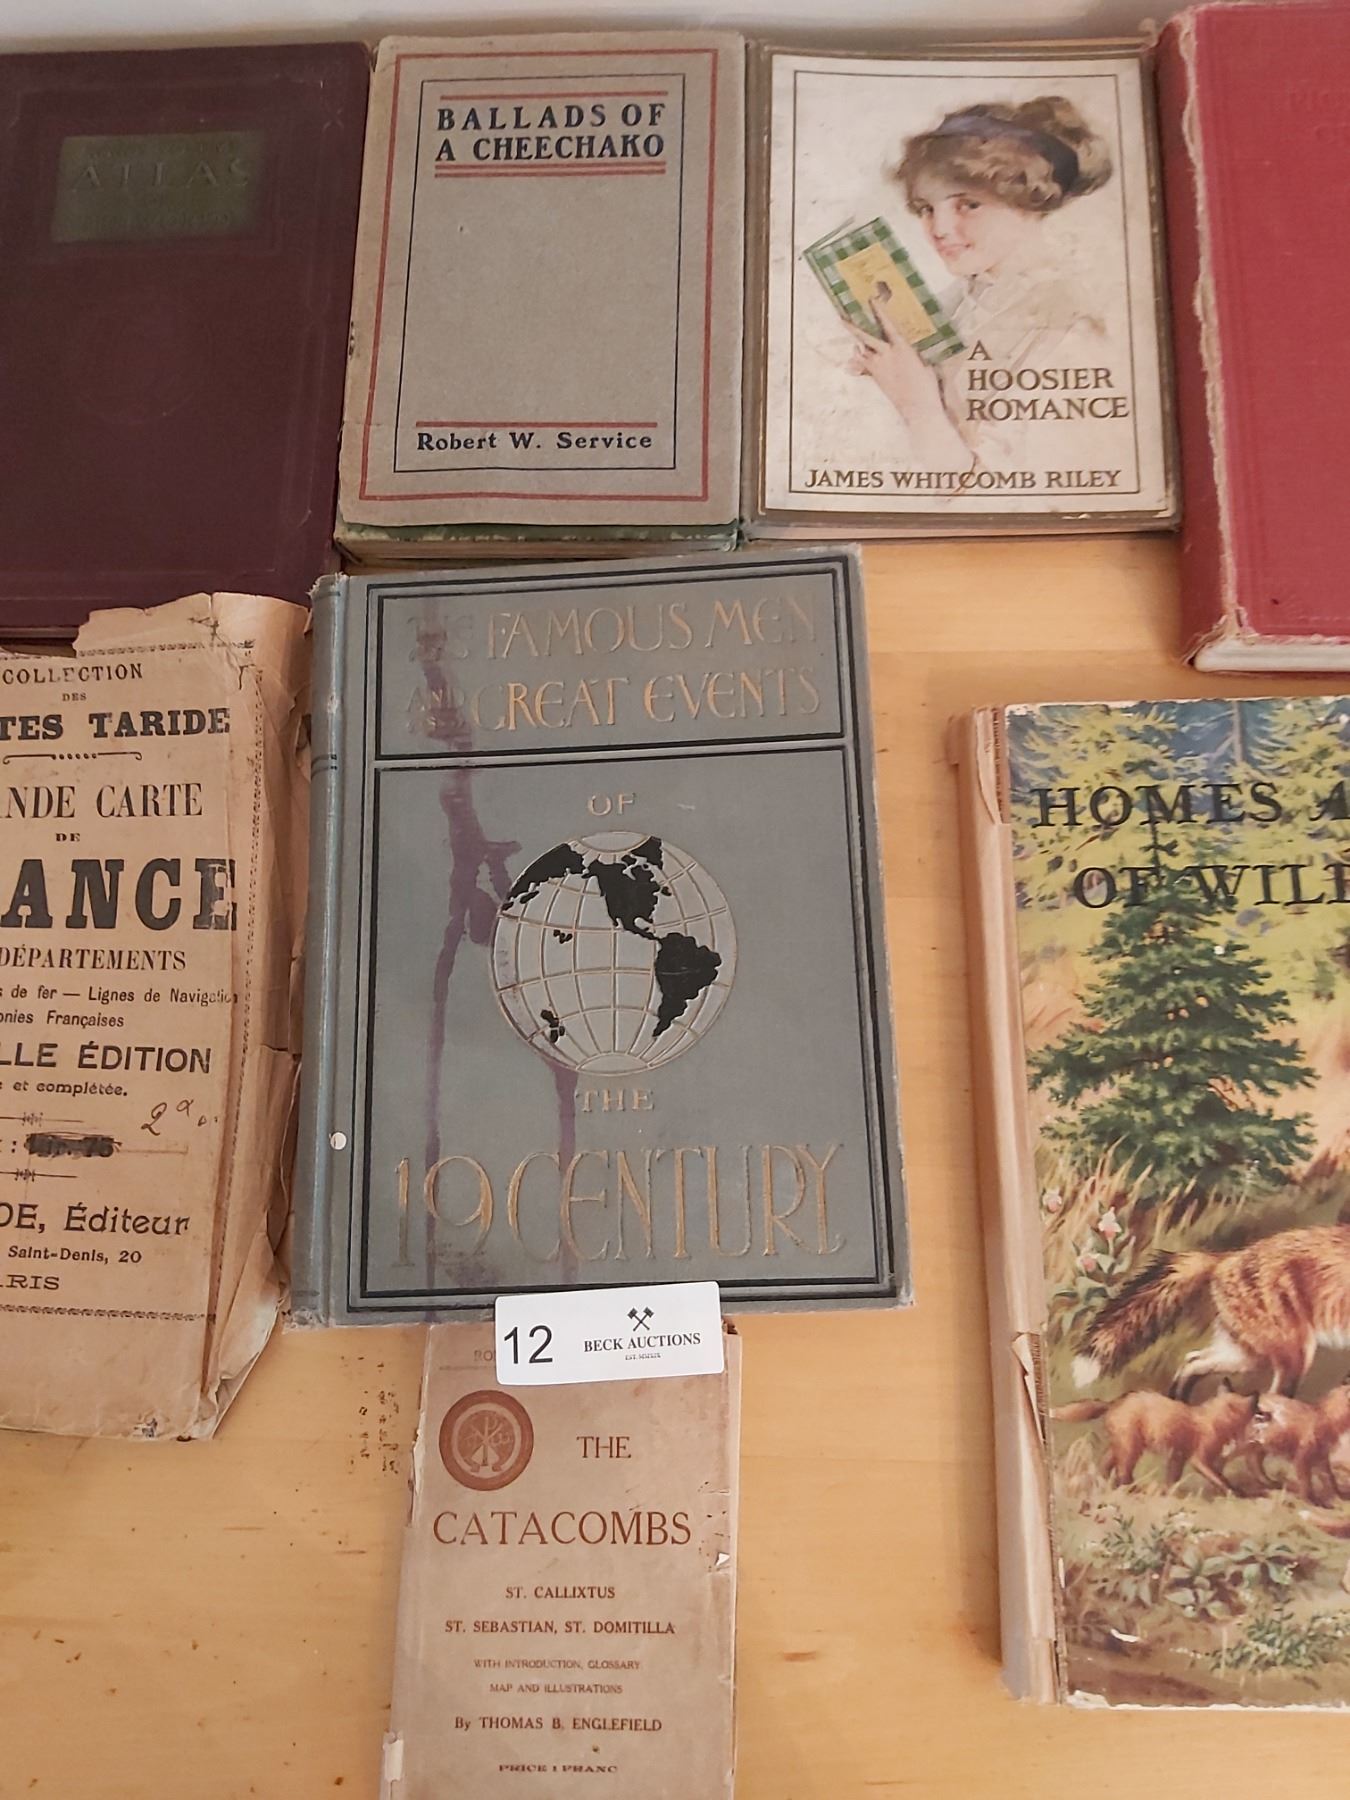 ATLAS
BALLADS OF
A CHEECHAKO
Robert W. Service
A
HOOSIER
ROMANCE
JAMES WHITCOMB RILEY
COLLECTION
DES
TES TARIDE
NDE CARTE
DE
ANCE
DÉPARTEMENTS
s de fer — Lignes de Navigation
onies Françaises
LLE ÉDITION
et complétée.
DE, Éditeur
Saint-Denis, 20
RIS
THE FAMOUS MEN
AND GREAT EVENTS
OF
THE
19 CENTURY
12
BECK AUCTIONS
HOMES A
OF WIL
THE
CATACOMBS
ST. CALLIXTUS
ST. SEBASTIAN, ST. DOMITILLA
WITH INTRODUCTION, GLOSSARY
MAP AND ILLUSTRATIONS
By THOMAS B. ENGLEFIELD
PRICE 1 FRANC